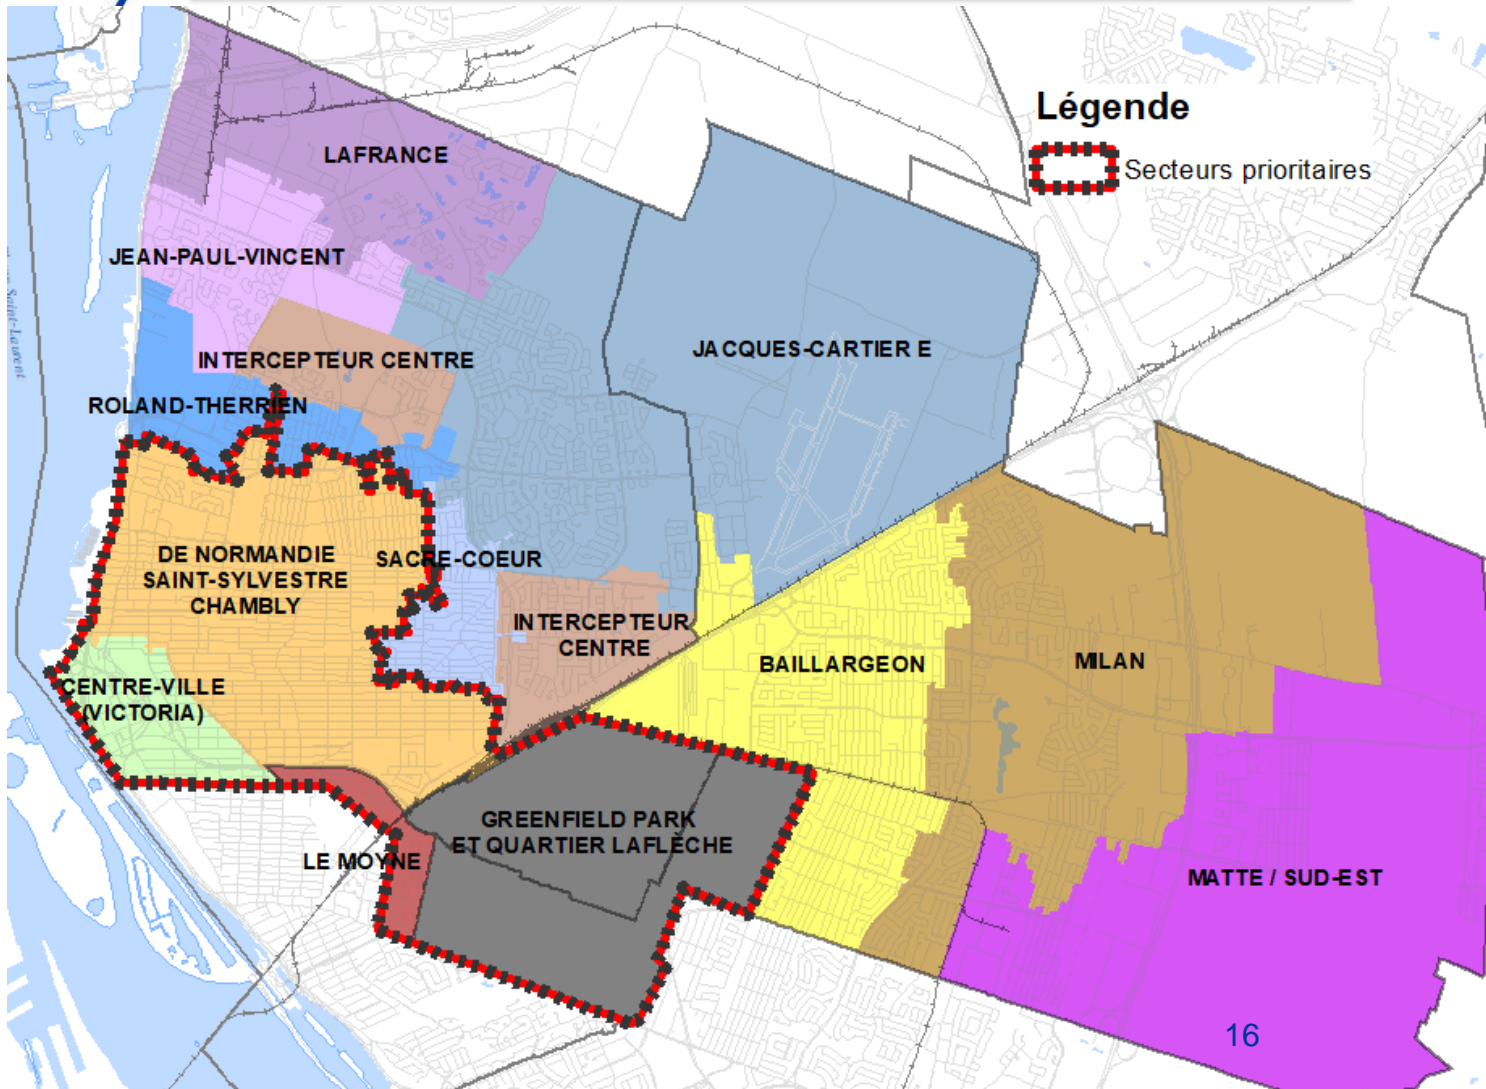 Légende
Secteurs prioritaires
LAFRANCE
JEAN-PAUL-VINCENT
JACQUES-CARTIER E
INTERCEPTEUR CENTRE
ROLAND-THERRIEN
DE NORMANDIE
SAINT-SYLVESTRE
CHAMBLY
SACRE-COEUR
INTERCEPTEUR
CENTRE
BAILLARGEON
MILAN
CENTRE-VILLE
(VICTORIA)
GREENFIELD PARK
ET QUARTIER LAFLÈCHE
LE MOYNE
MATTE / SUD-EST
Saint-Laurent
16